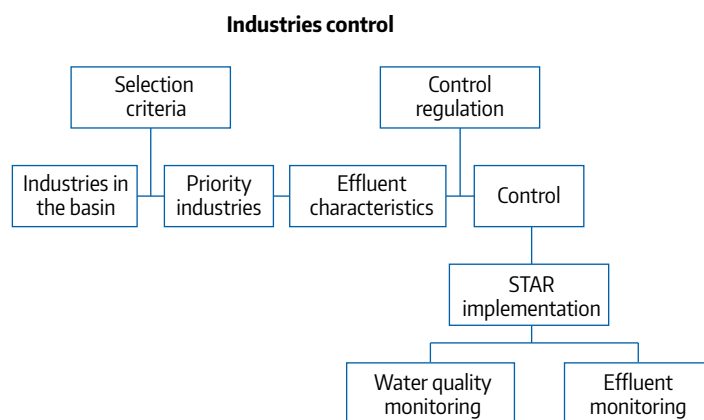 Industries control
Selection
criteria
Control
regulation
Industries in
the basin
Priority
industries
Effluent
characteristics
Control
STAR
implementation
Water quality
monitoring
Effluent
monitoring